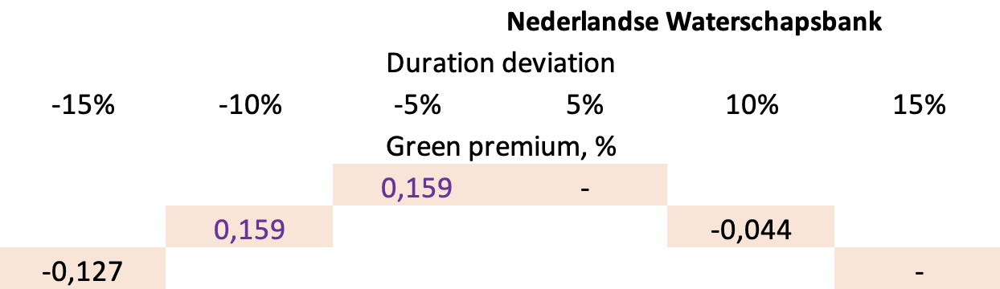 Nederlandse Waterschapsbank
Duration deviation
-15% -10% -5% 5% 10% 15%
Green premium, %
0,159 -
0,159 -0,044
-0,127 -